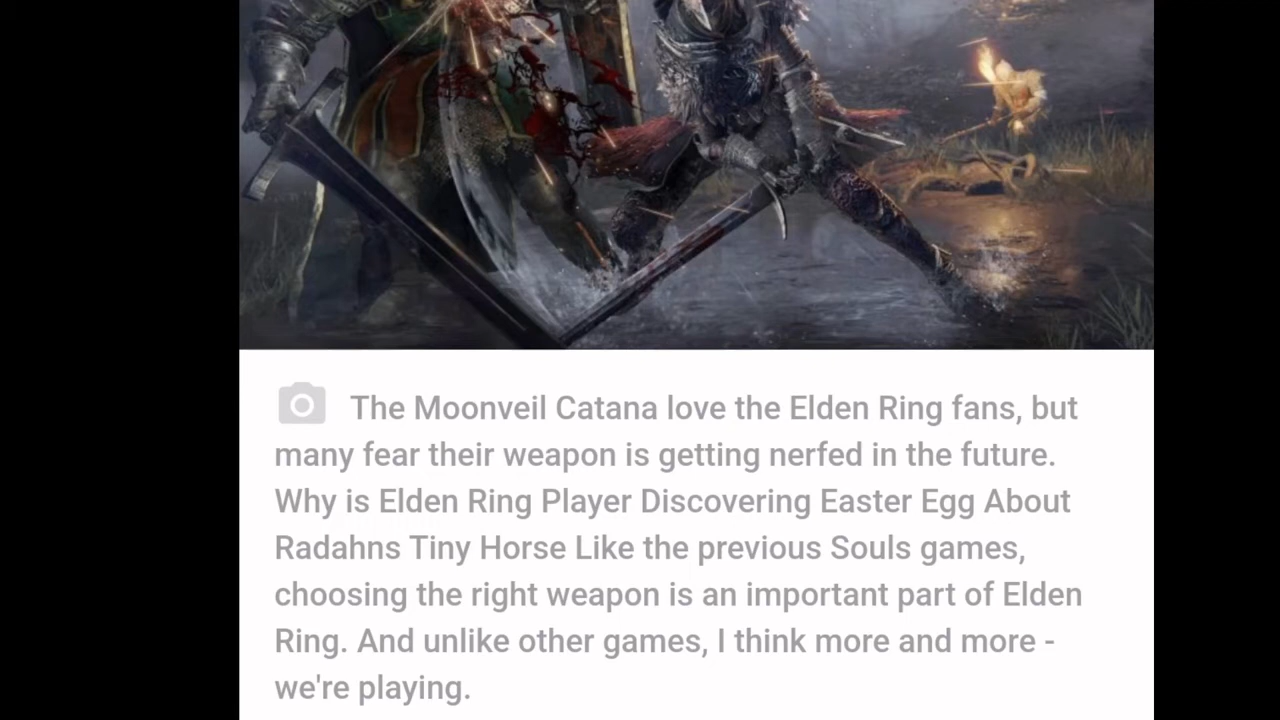 The Moonveil Catana love the Elden Ring fans, but
many fear their weapon is getting nerfed in the future.
Why is Elden Ring Player Discovering Easter Egg About
Radahns Tiny Horse Like the previous Souls games,
choosing the right weapon is an important part of Elden
Ring. And unlike other games, I think more and more -
we're playing.